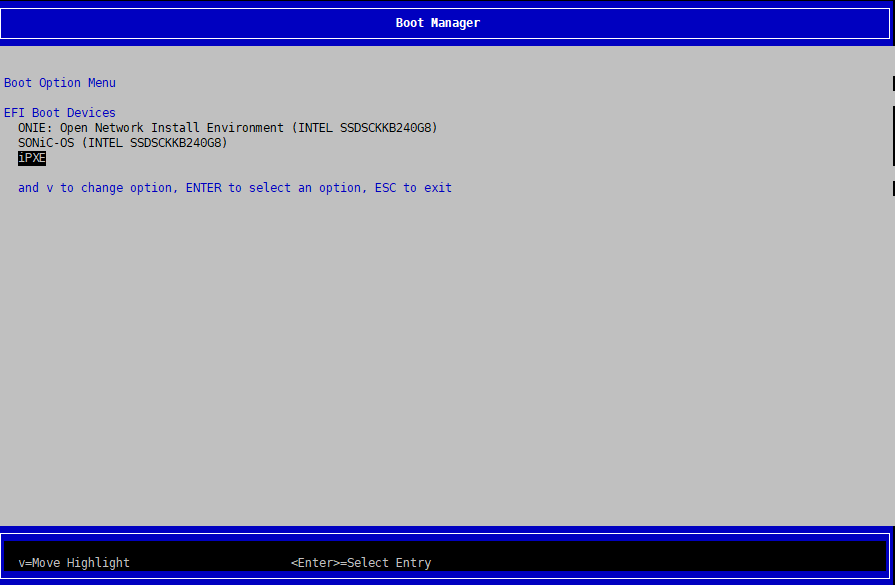 Boot Manager
Boot Option Menu
EFI Boot Devices
ONIE: Open Network Install Environment (INTEL SSDSCKKB240G8)
SONiC-OS (INTEL SSDSCKKB240G8)
iPXE
and v to change option, ENTER to select an option, ESC to exit
v=Move Highlight <Enter>=Select Entry